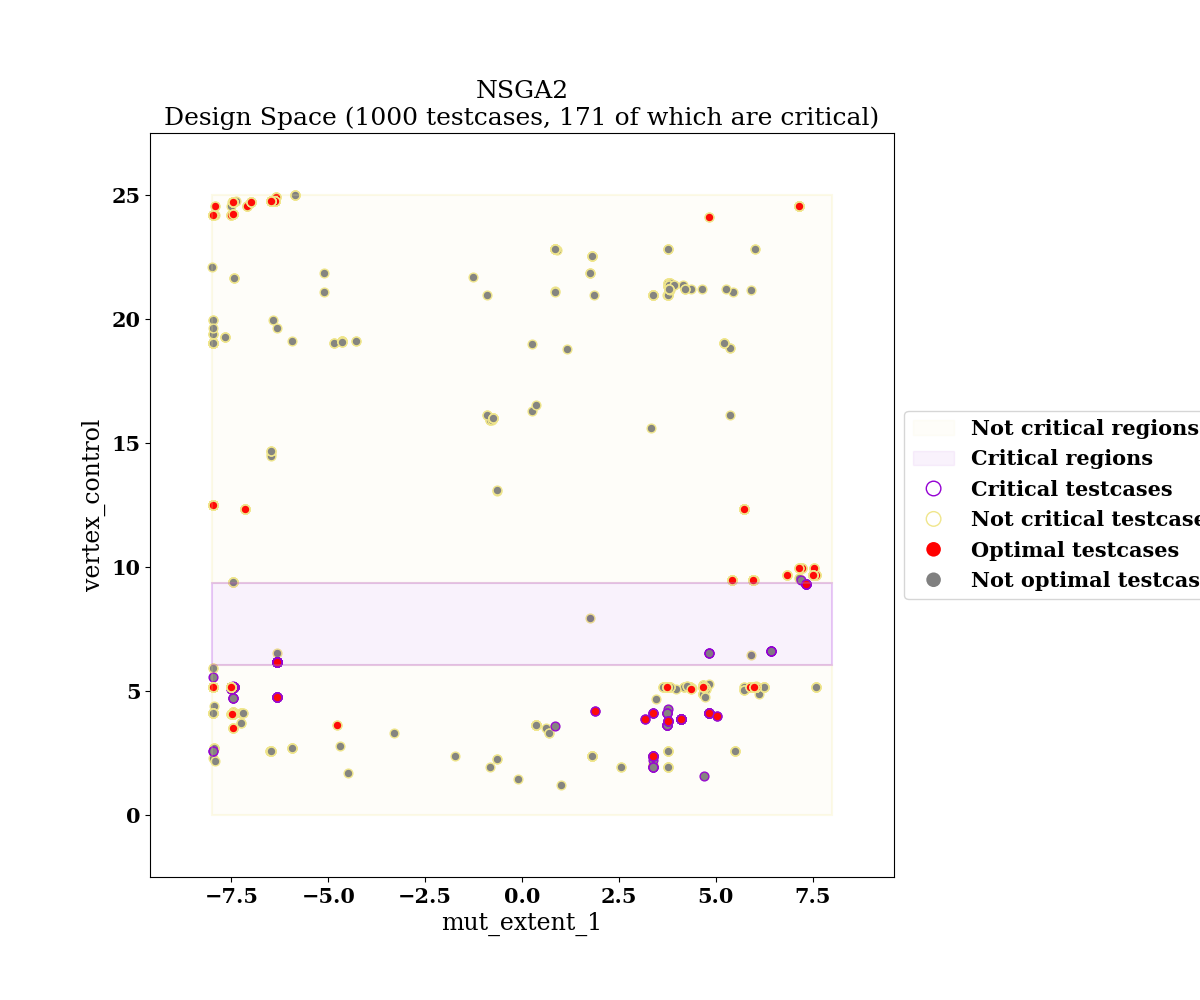 NSGA2
Design Space (1000 testcases, 171 of which are critical)
vertex_control
25
20
15
10
5
0
−7.5 −5.0 −2.5 0.0 2.5 5.0 7.5
mut_extent_1
Not critical regions
Critical regions
Critical testcases
Not critical testcase
Optimal testcases
Not optimal testcas